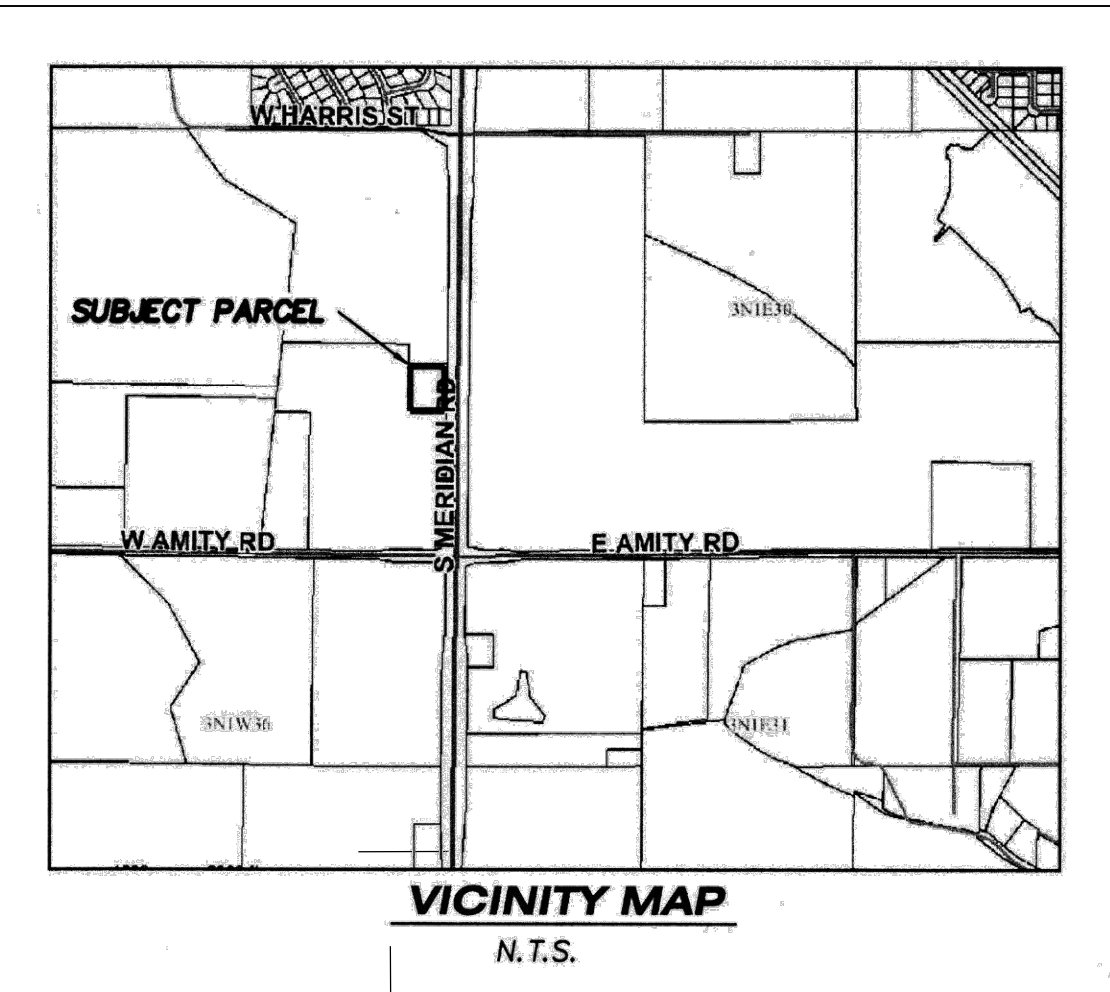 W HARRIS ST
SUBJECT PARCEL
3N1E30
S MERIDIAN RD
W AMITY RD
E AMITY RD
3N1W36
3N1E31
VICINITY MAP
N.T.S.